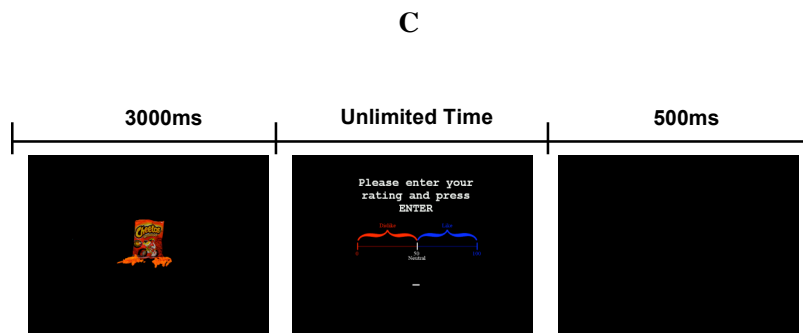 C
3000ms
Unlimited Time
500ms
Cheetos
Please enter your
rating and press
ENTER
Dislike
Like
0
50
100
Neutral